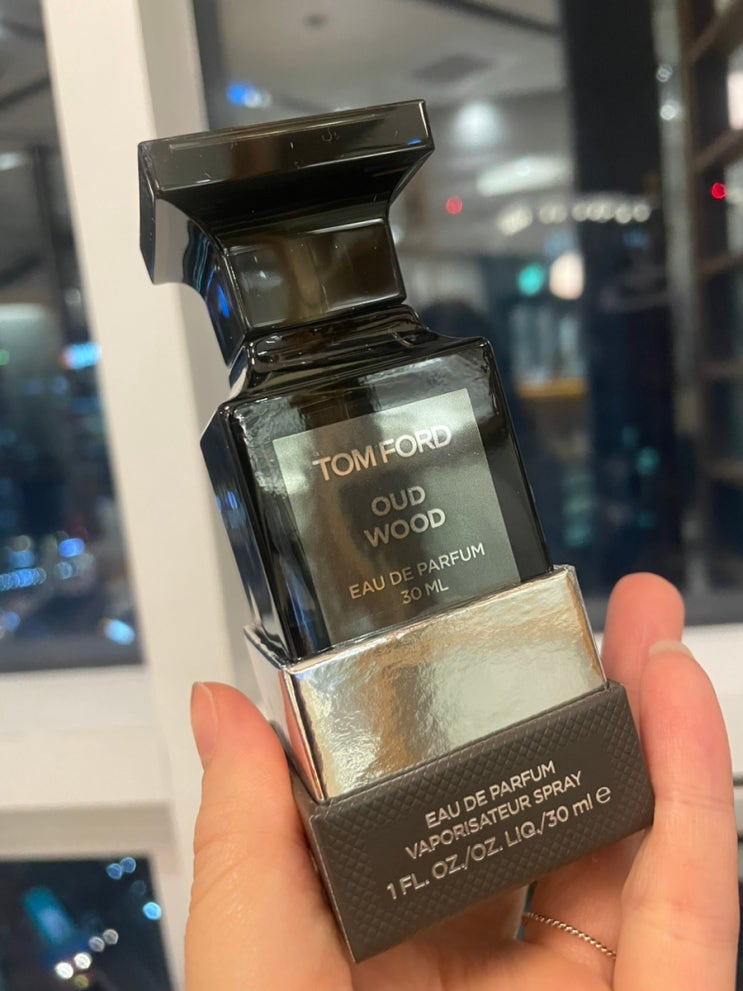 TOM FORD
OUD
WOOD
EAU DE PARFUM
30 ML
EAU DE PARFUM
VAPORISATEUR SPRAY
1 FL. OZ./OZ. LIQ./30 ml ℮